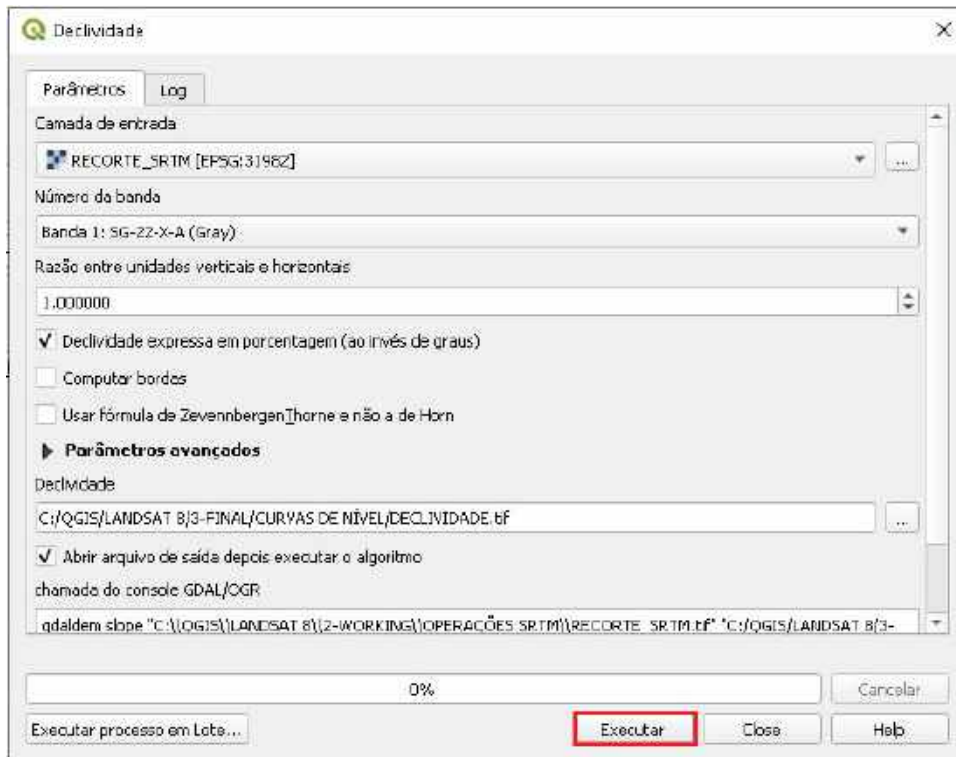 Declividade
Parâmetros
Log
Camada de entrada
RECORTE_SRTM [EPSG:31982]
...
Número da banda
Banda 1: SG-22-X-A (Gray)
Razão entre unidades verticais e horizontais
1.000000
Declividade expressa em porcentagem (ao invés de graus)
Computar bordas
Usar fórmula de ZevennbergenThorne e não a de Horn
Parâmetros avançados
Declividade
C:/QGIS/LANDSAT 8/3-FINAL/CURVAS DE NÍVEL/DECLIVIDADE.tif
...
Abrir arquivo de saída depois executar o algoritmo
chamada do console GDAL/OGR
gdaldem slope "C:\\QGIS\\LANDSAT 8\\2-WORKING\\OPERAÇÕES SRTM\\RECORTE_SRTM.tif" "C:/QGIS/LANDSAT 8/3-
0%
Cancelar
Executar processo em Lote...
Executar
Close
Help